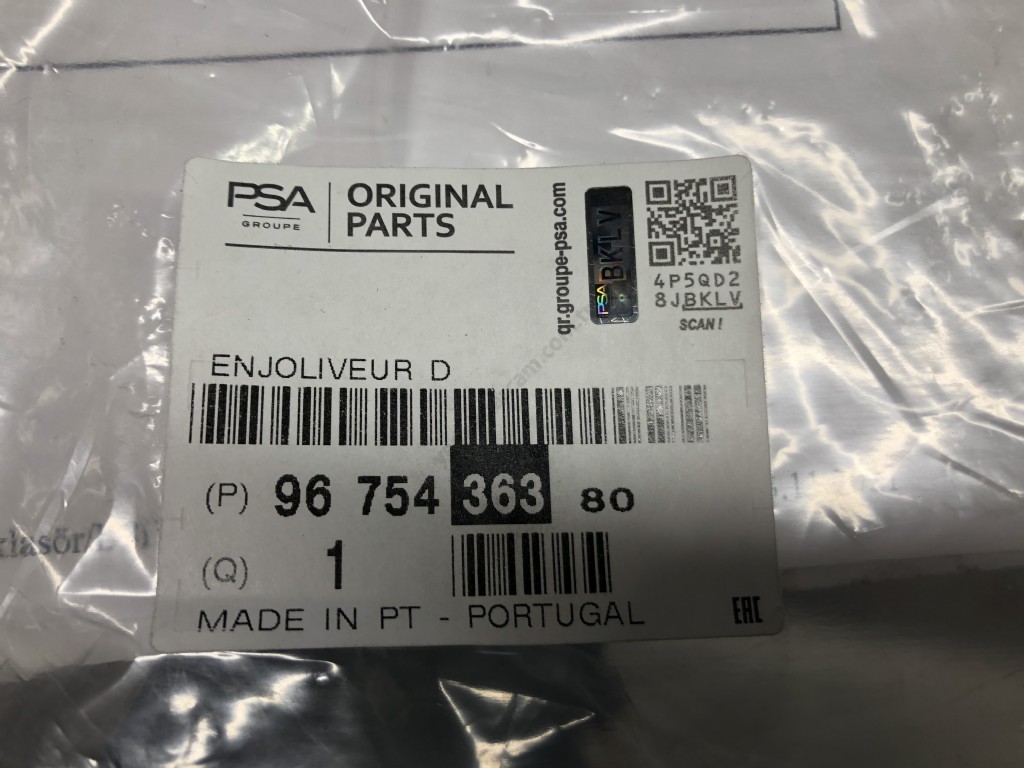 PSA
GROUPE
ORIGINAL
PARTS
qr.groupe-psa.com
PSA BKLV
4P5QD2
8JBKLV
SCAN!
ENJOLIVEUR D
(P) 96 754 363 80
(Q) 1
MADE IN PT - PORTUGAL
EAC